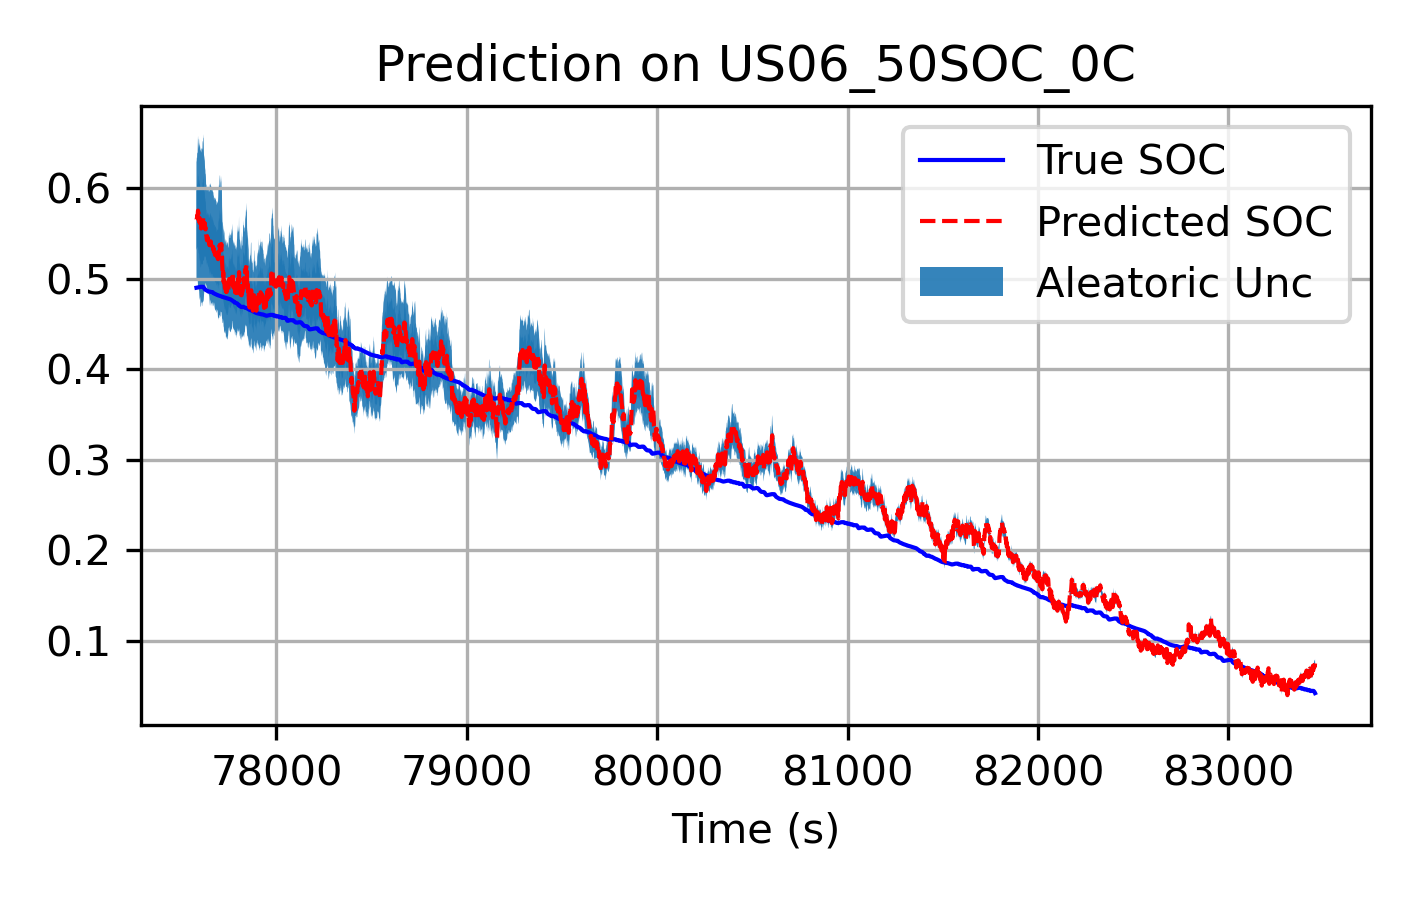 Prediction on US06_50SOC_0C
True SOC
Predicted SOC
Aleatoric Unc
0.6
0.5
0.4
0.3
0.2
0.1
78000 79000 80000 81000 82000 83000
Time (s)